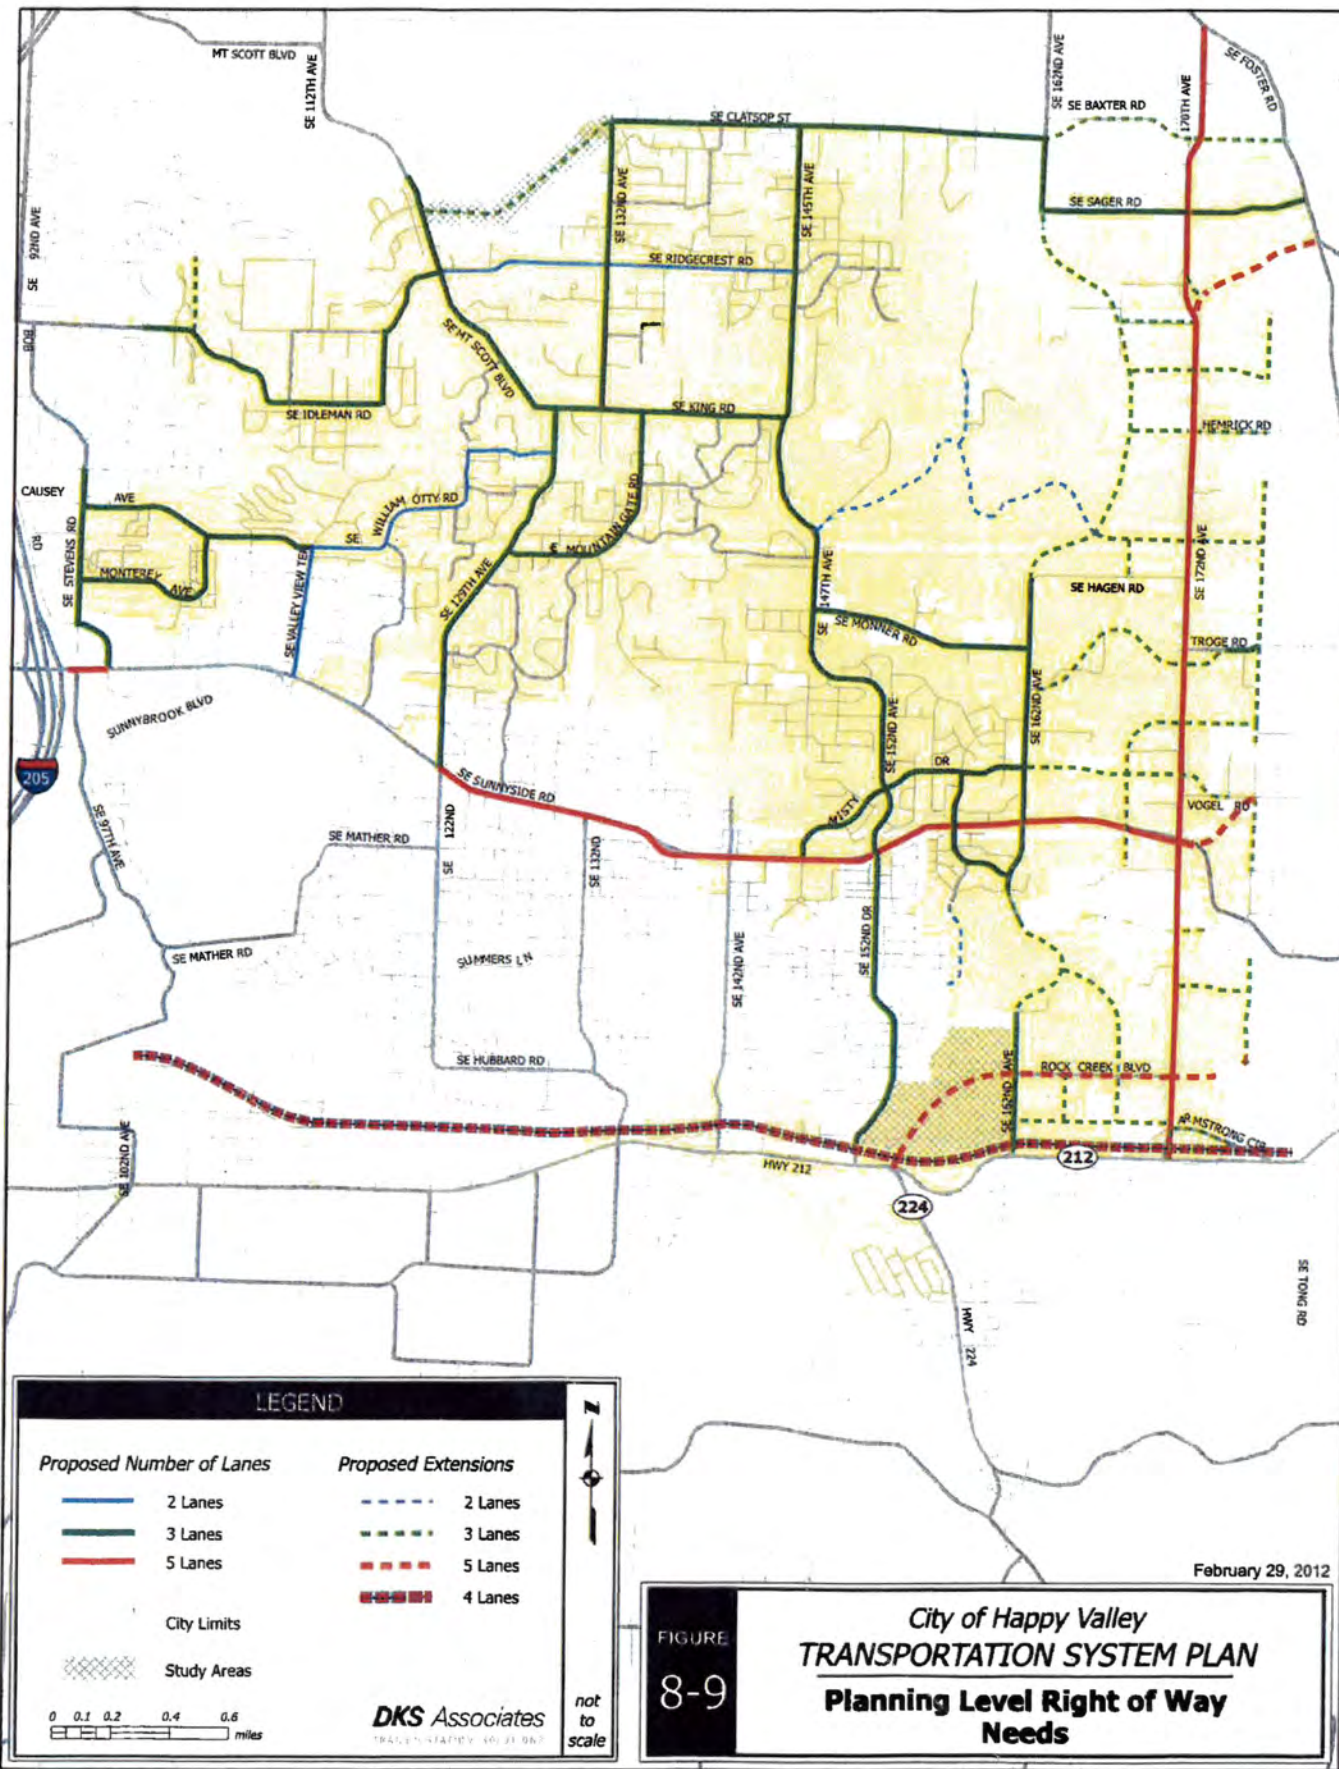 MT SCOTT BLVD
SE 112TH AVE
SE 162ND AVE
SE FOSTER RD
SE BAXTER RD
170TH AVE
SE CLATSOP ST
SE 132ND AVE
SE 145TH AVE
SE SAGER RD
SE 92ND AVE
SE RIDGECREST RD
BOB
SE MT SCOTT BLVD
SE IDLEMAN RD
SE KING RD
HEMRICK RD
CAUSEY
AVE
RD
SE STEVENS RD
SE
WILLIAM OTTY RD
MOUNTAIN GATE RD
MONTEREY
AVE
SE VALLEY VIEW TER
SE 129TH AVE
SE 147TH AVE
SE 172ND AVE
SE HAGEN RD
SE MONNER RD
TROGE RD
SE 162ND AVE
SE 152ND AVE
SUNNYBROOK BLVD
205
SE SUNNYSIDE RD
MISTY
DR
VOGEL RD
SE 97TH AVE
SE MATHER RD
SE 122ND
SE 132ND
SE MATHER RD
SUMMERS LN
SE 142ND AVE
SE 152ND DR
SE HUBBARD RD
SE 162ND AVE
ROCK CREEK BLVD
ARMSTRONG CIR
SE 102ND AVE
HWY 212
212
224
HWY 224
SE TONG RD
LEGEND
Proposed Number of Lanes
2 Lanes
3 Lanes
5 Lanes
City Limits
Study Areas
Proposed Extensions
2 Lanes
3 Lanes
5 Lanes
4 Lanes
0 0.1 0.2 0.4 0.6
miles
DKS Associates
N
not
to
scale
February 29, 2012
FIGURE
8-9
City of Happy Valley
TRANSPORTATION SYSTEM PLAN
Planning Level Right of Way
Needs